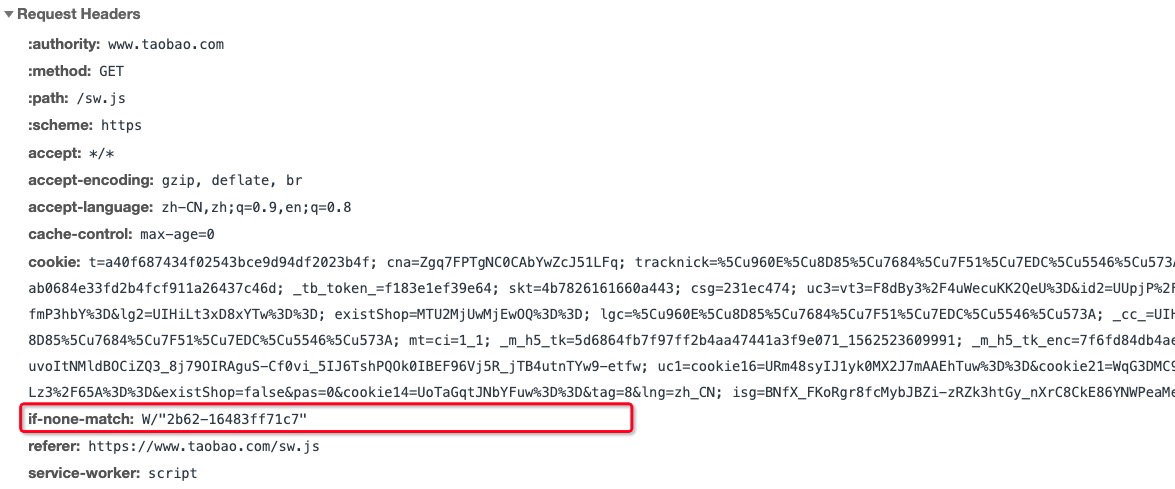 Request Headers
:authority: www.taobao.com
:method: GET
:path: /sw.js
:scheme: https
accept: */*
accept-encoding: gzip, deflate, br
accept-language: zh-CN,zh;q=0.9,en;q=0.8
cache-control: max-age=0
cookie: t=a40f687434f02543bce9d94df2023b4f; cna=Zgq7FPTgNC0CAbYwZcJ51LFq; tracknick=%5Cu960E%5Cu8D85%5Cu7684%5Cu7F51%5Cu7EDC%5Cu5546%5Cu573A
ab0684e33fd2b4fcf911a26437c46d; _tb_token_=f183e1ef39e64; skt=4b7826161660a443; csg=231ec474; uc3=vt3=F8dBy3%2F4uWecuKK2QeU%3D&id2=UUpjP%2F
fmP3hbY%3D&lg2=UIHiLt3xD8xYTw%3D%3D; existShop=MTU2MjUwMjEwOQ%3D%3D; lgc=%5Cu960E%5Cu8D85%5Cu7684%5Cu7F51%5Cu7EDC%5Cu5546%5Cu573A; _cc_=UIH
8D85%5Cu7684%5Cu7F51%5Cu7EDC%5Cu5546%5Cu573A; mt=ci=1_1; _m_h5_tk=5d6864fb7f97ff2b4aa47441a3f9e071_1562523609991; _m_h5_tk_enc=7f6fd84db4ae
uvoItNMldBOCiZQ3_8j79OIRAguS-Cf0vi_5IJ6TshPQOk0IBEF96Vj5R_jTB4utnTYw9-etfw; uc1=cookie16=URm48syIJ1yk0MX2J7mAAEhTuw%3D%3D&cookie21=WqG3DMC9
Lz3%2F65A%3D%3D&existShop=false&pas=0&cookie14=UoTaGqtJNbYFuw%3D%3D&tag=8&lng=zh_CN; isg=BNfX_FKoRgr8fcMybJBZi-zRZk3htGy_nXrC8CkE86YNWPeaMe
if-none-match: W/"2b62-16483ff71c7"
referer: https://www.taobao.com/sw.js
service-worker: script